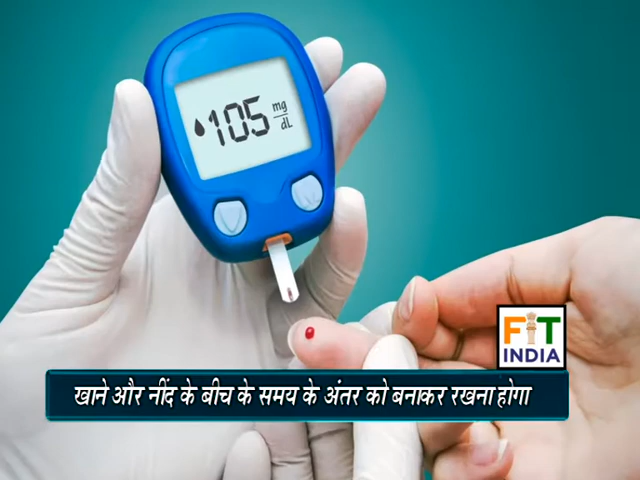 105 mg/dL
FIT
INDIA
खाने और नींद के बीच के समय के अंतर को बनाकर रखना होगा